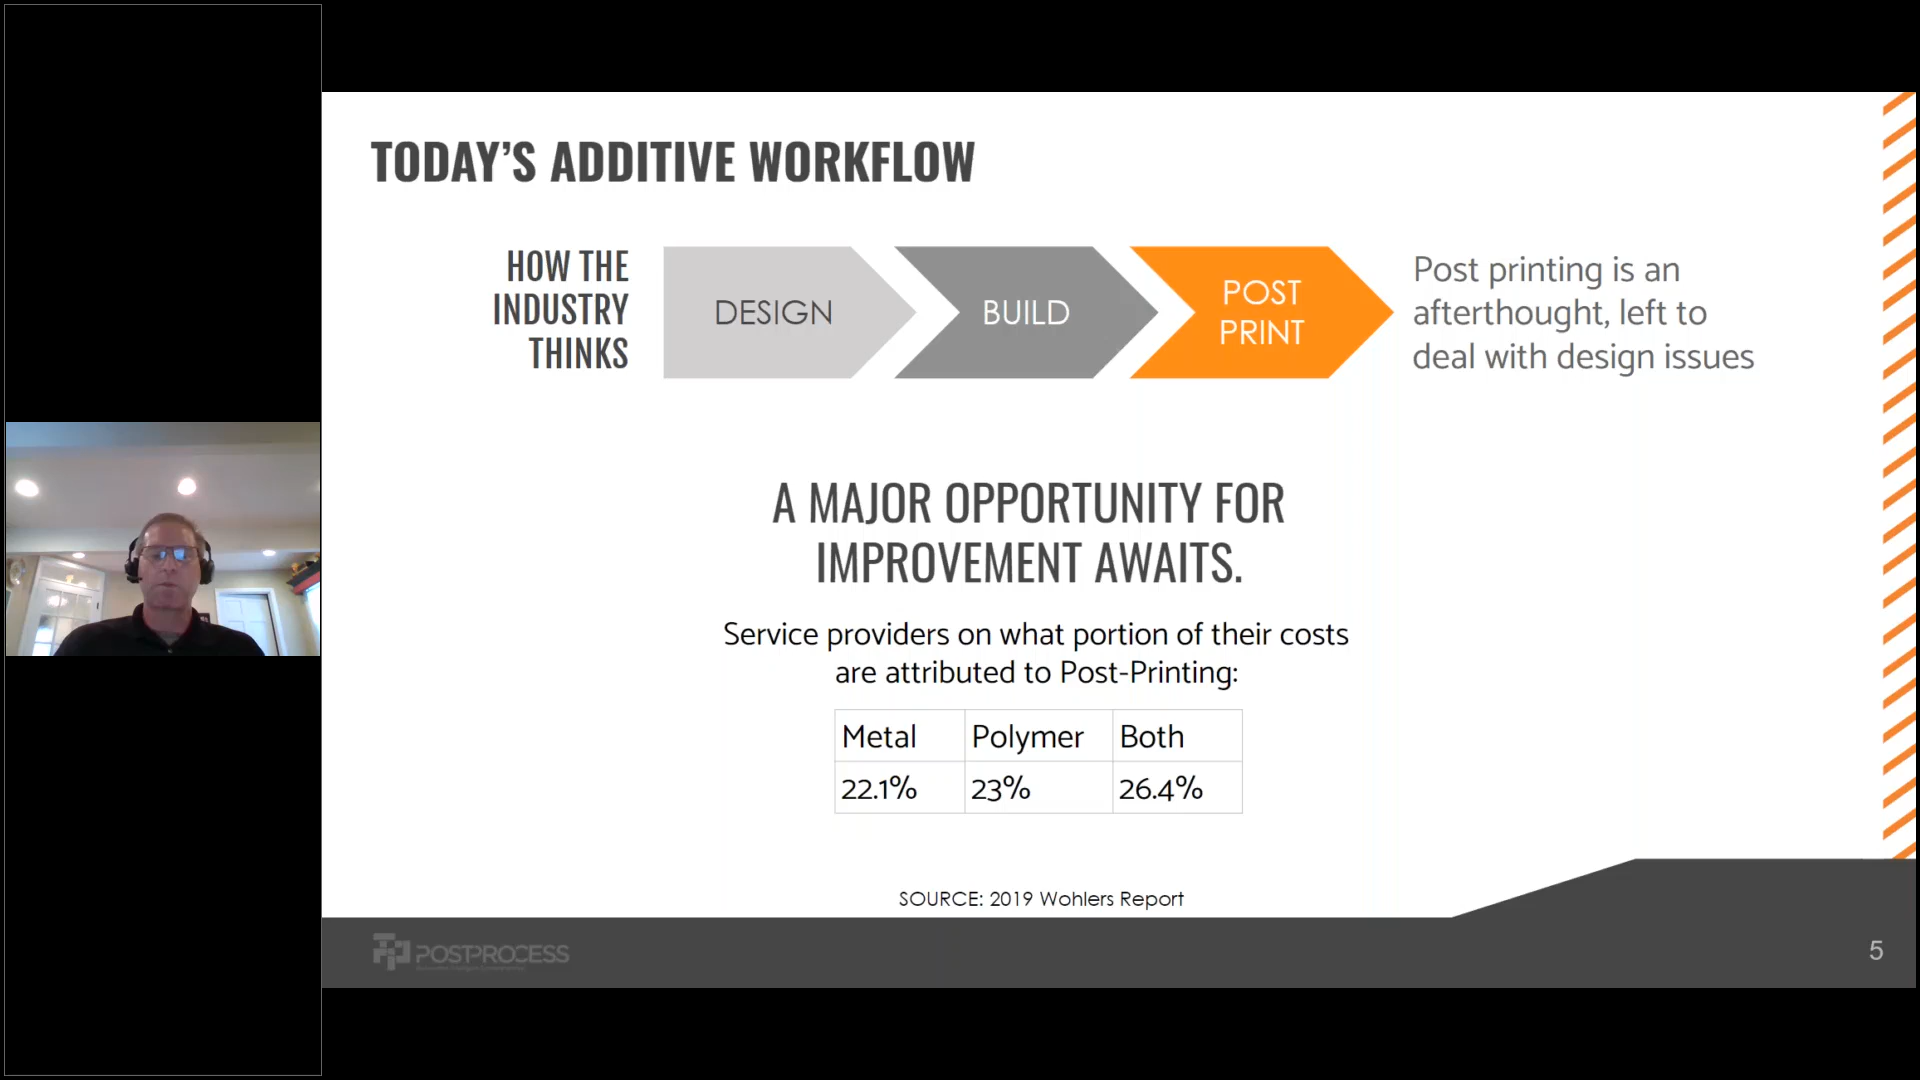 TODAY'S ADDITIVE WORKFLOW
HOW THE
INDUSTRY
THINKS
DESIGN
BUILD
POST
PRINT
Post printing is an
afterthought, left to
deal with design issues
A MAJOR OPPORTUNITY FOR
IMPROVEMENT AWAITS.
Service providers on what portion of their costs
are attributed to Post-Printing:
Metal Polymer Both
22.1% 23% 26.4%
SOURCE: 2019 Wohlers Report
POSTPROCESS
5